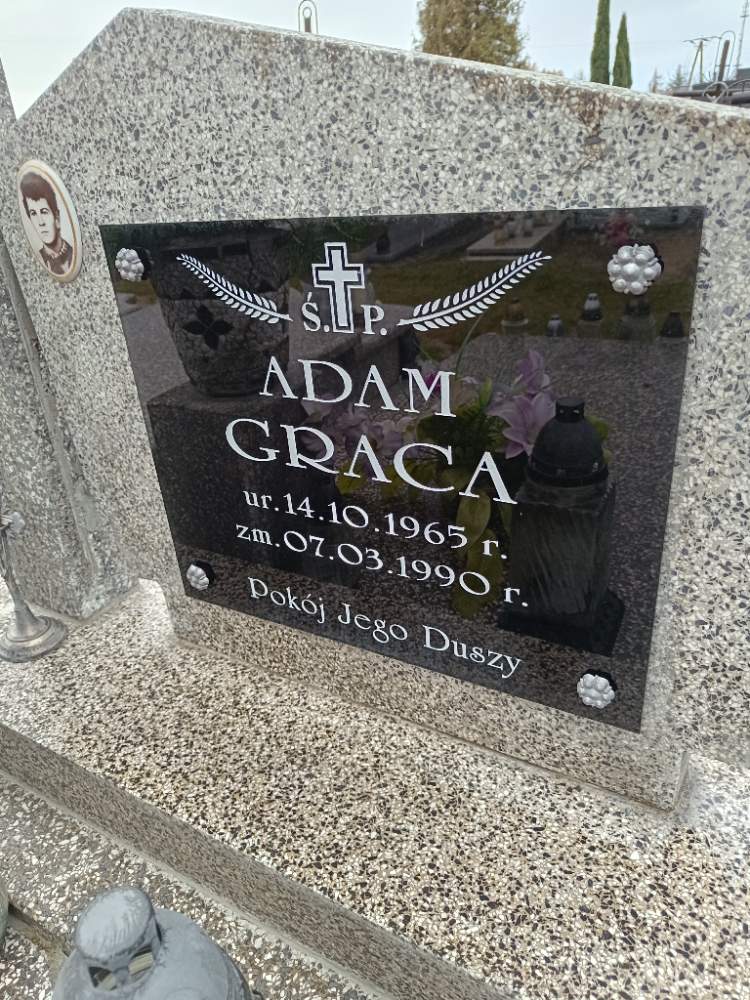 Ś. P.
ADAM
GRACA
ur.14.10.1965 r.
zm.07.03.1990 r.
Pokój Jego Duszy